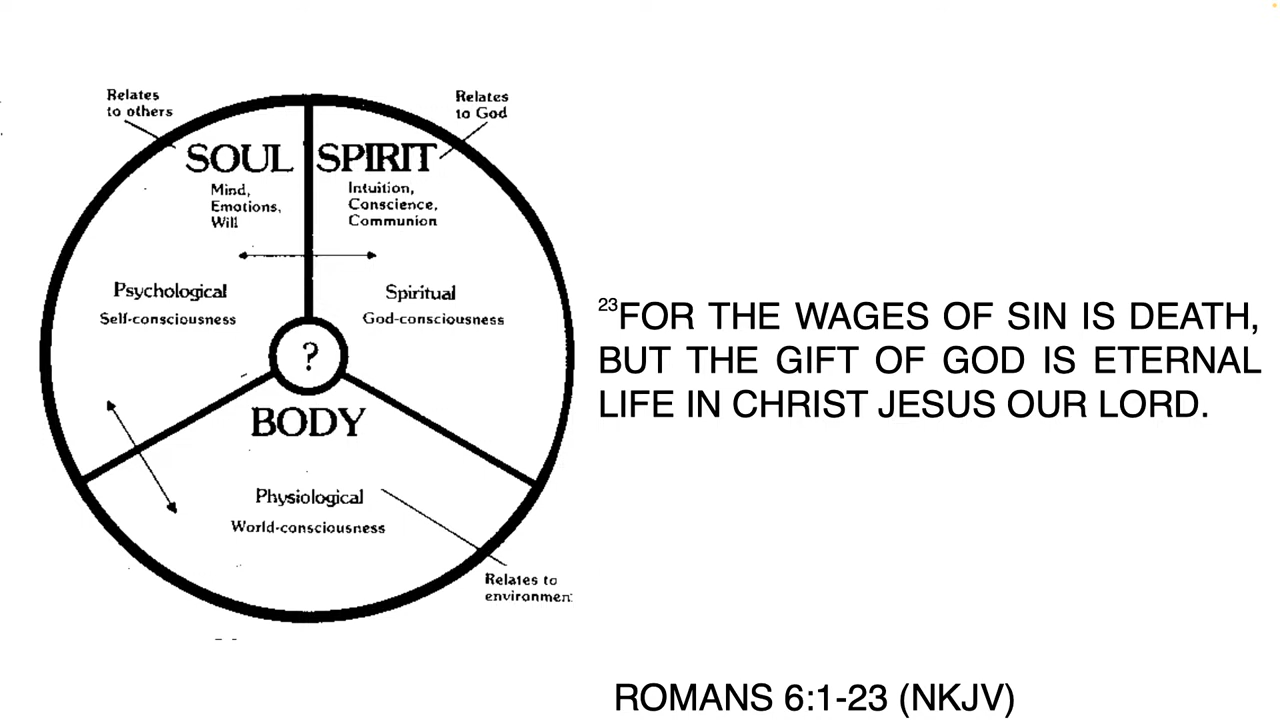 Relates
to others
Relates
to God
SOUL
SPIRIT
Mind,
Emotions,
Will
Intuition,
Conscience,
Communion
Psychological
Self-consciousness
Spiritual
God-consciousness
?
BODY
Physiological
World-consciousness
Relates to
environmen
23FOR THE WAGES OF SIN IS DEATH,
BUT THE GIFT OF GOD IS ETERNAL
LIFE IN CHRIST JESUS OUR LORD.
ROMANS 6:1-23 (NKJV)